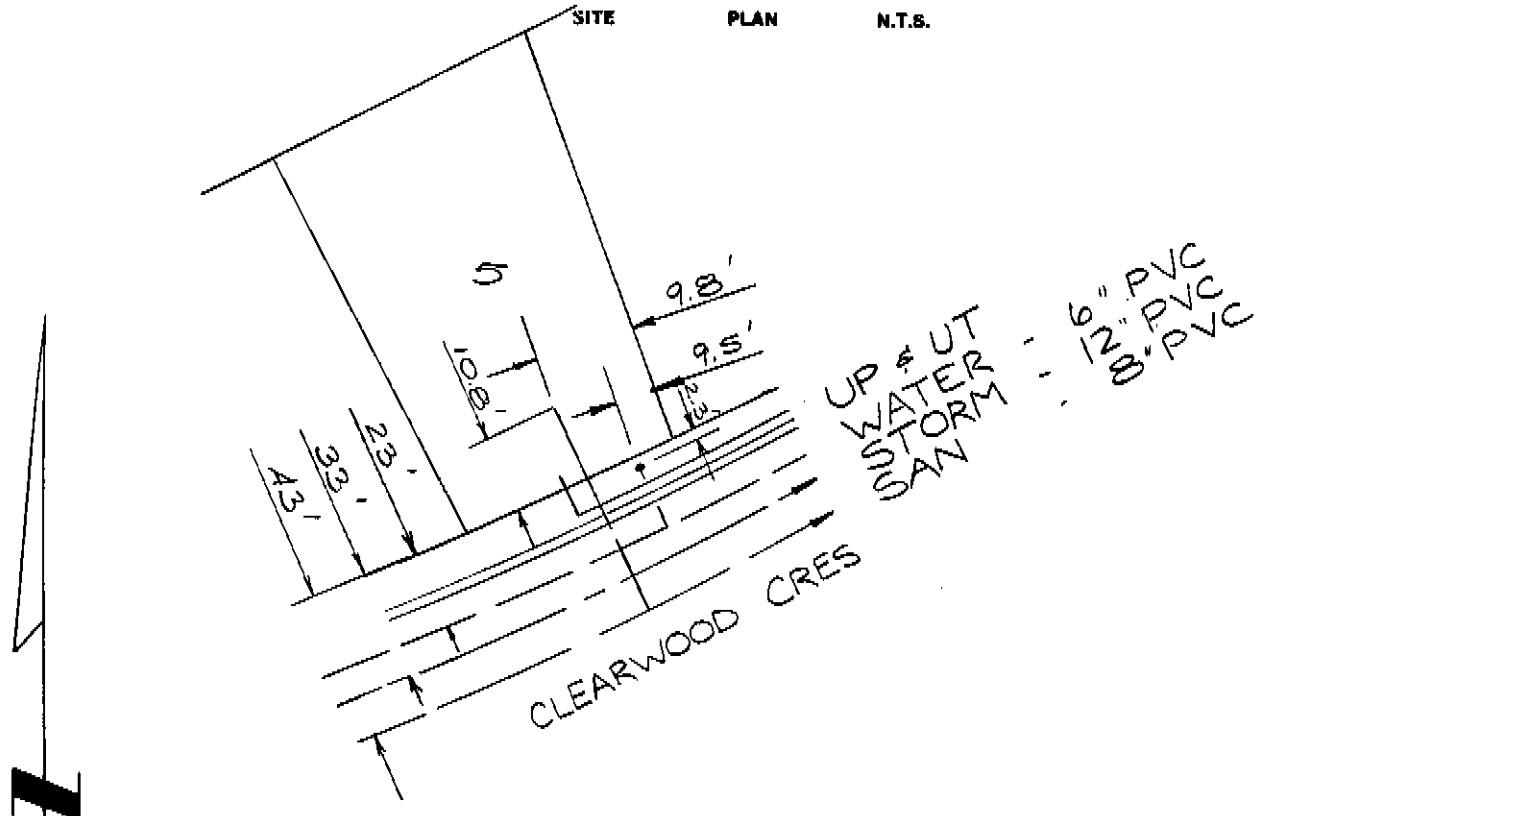 SITE PLAN N.T.S.
5
9.8'
9.5'
2.3'
10.8'
23'
33'
43'
UP & UT
WATER - 6" PVC
STORM - 12" PVC
SAN - 8" PVC
CLEARWOOD CRES